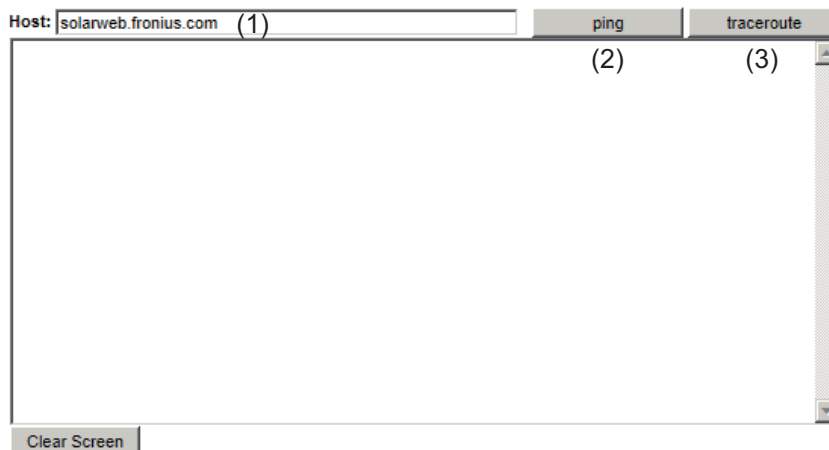 Host: solarweb.fronius.com (1) ping traceroute
(2) (3)
Clear Screen